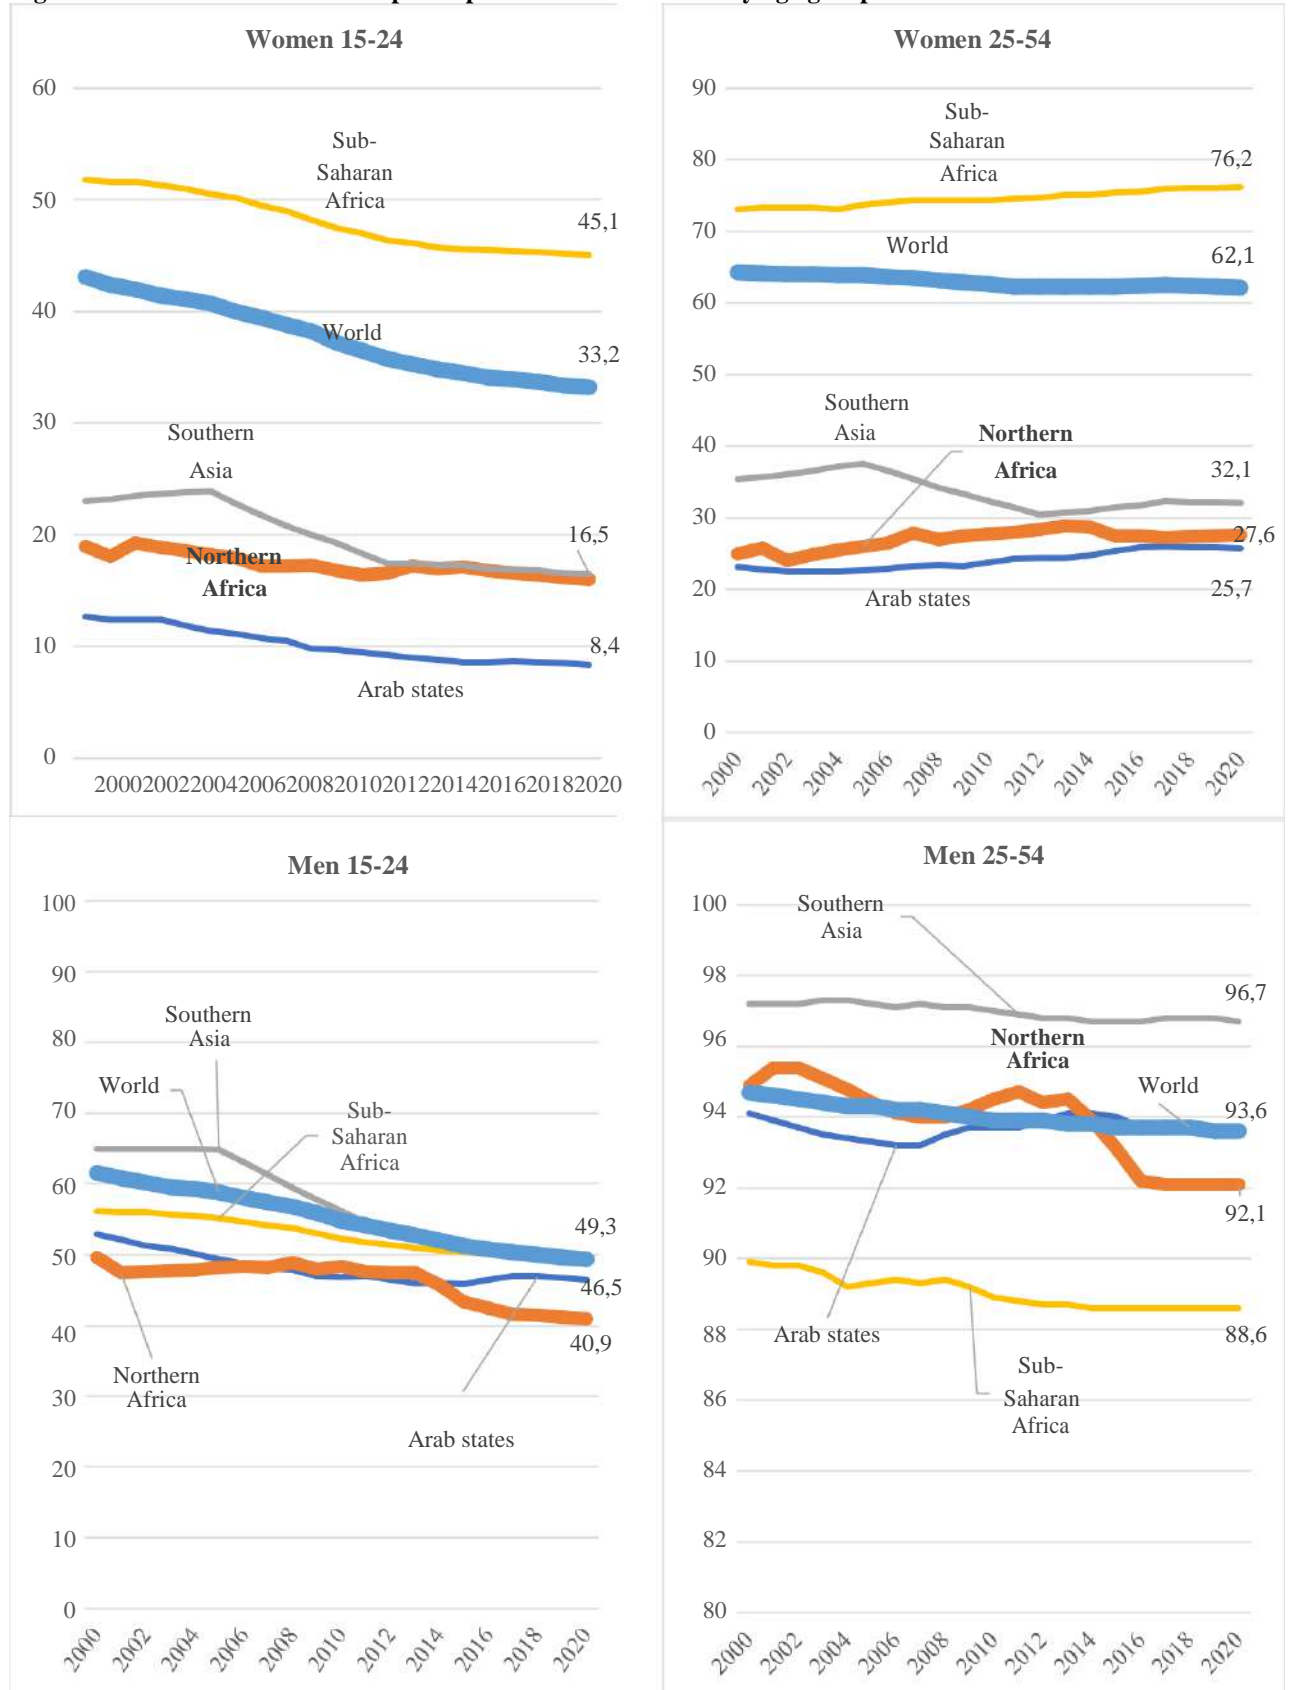 Women 15-24
60
50
40
30
20
10
0
Sub-
Saharan
Africa
45,1
World
33,2
Southern
Asia
16,5
Northern
Africa
8,4
Arab states
20002002200420062008201020122014201620182020
Women 25-54
90
80
70
60
50
40
30
20
10
0
Sub-
Saharan
Africa
76,2
World
62,1
Southern
Asia
Northern
Africa
32,1
27,6
25,7
Arab states
2000 2002 2004 2006 2008 2010 2012 2014 2016 2018 2020
Men 15-24
100
90
80
70
60
50
40
30
20
10
0
Southern
Asia
World
Sub-
Saharan
Africa
49,3
46,5
40,9
Northern
Africa
Arab states
2000 2002 2004 2006 2008 2010 2012 2014 2016 2018 2020
Men 25-54
100
98
96
94
92
90
88
86
84
82
80
Southern
Asia
96,7
Northern
Africa
World
93,6
92,1
Arab states
88,6
Sub-
Saharan
Africa
2000 2002 2004 2006 2008 2010 2012 2014 2016 2018 2020